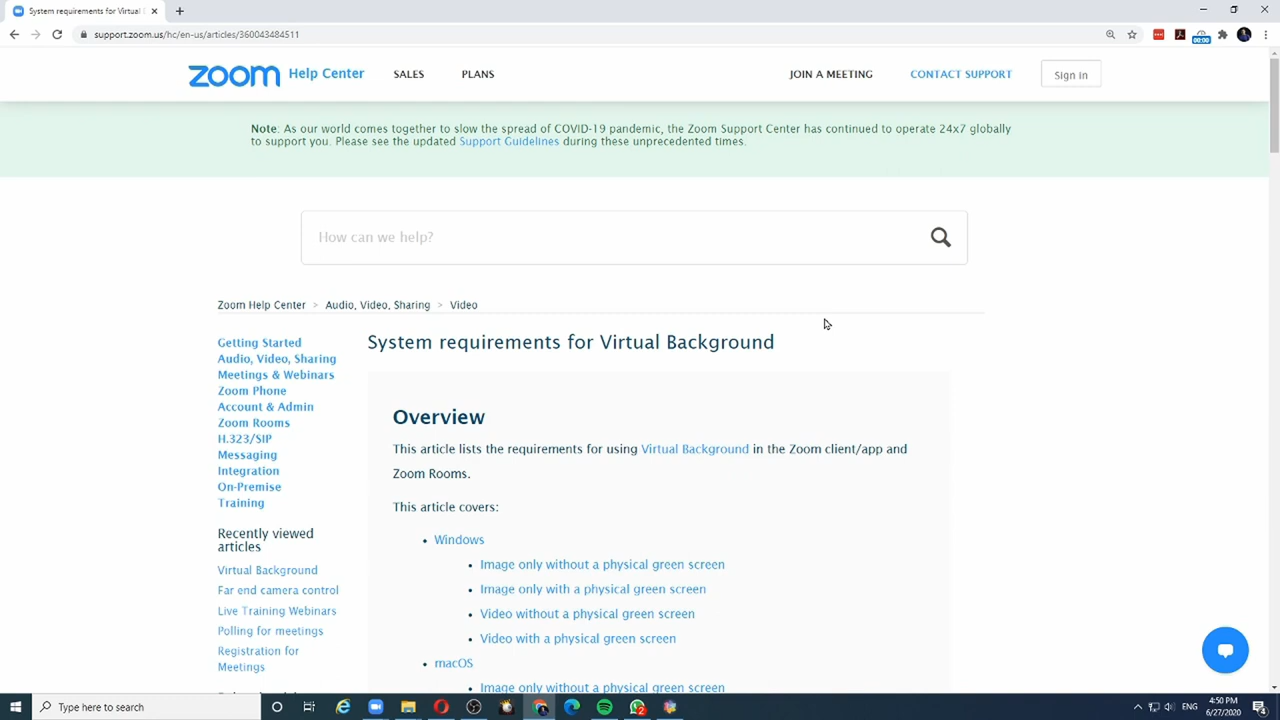 System requirements for Virtual E
support.zoom.us/hc/en-us/articles/360043484511
00:00
zoom Help Center SALES PLANS JOIN A MEETING CONTACT SUPPORT Sign in
Note. As our world comes together to slow the spread of COVID-19 pandemic, the Zoom Support Center has continued to operate 24x7 globally
to support you. Please see the updated Support Guidelines during these unprecedented times.
How can we help?
Zoom Help Center > Audio, Video, Sharing > Video
Getting Started
Audio, Video, Sharing
Meetings & Webinars
Zoom Phone
Account & Admin
Zoom Rooms
H.323/SIP
Messaging
Integration
On-Premise
Training
Recently viewed
articles
Virtual Background
Far end camera control
Live Training Webinars
Polling for meetings
Registration for
Meetings
System requirements for Virtual Background
Overview
This article lists the requirements for using Virtual Background in the Zoom client/app and
Zoom Rooms.
This article covers:
• Windows
• Image only without a physical green screen
• Image only with a physical green screen
• Video without a physical green screen
• Video with a physical green screen
• macOS
• Image only without a physical green screen
Type here to search
2
ENG
4:50 PM
6/27/2020
4